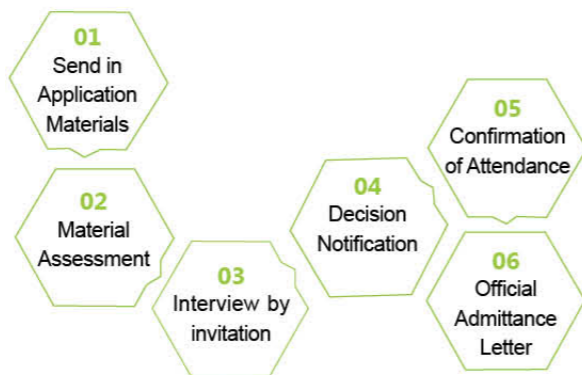 01
Send in
Application
Materials
02
Material
Assessment
03
Interview by
invitation
04
Decision
Notification
05
Confirmation
of Attendance
06
Official
Admittance
Letter